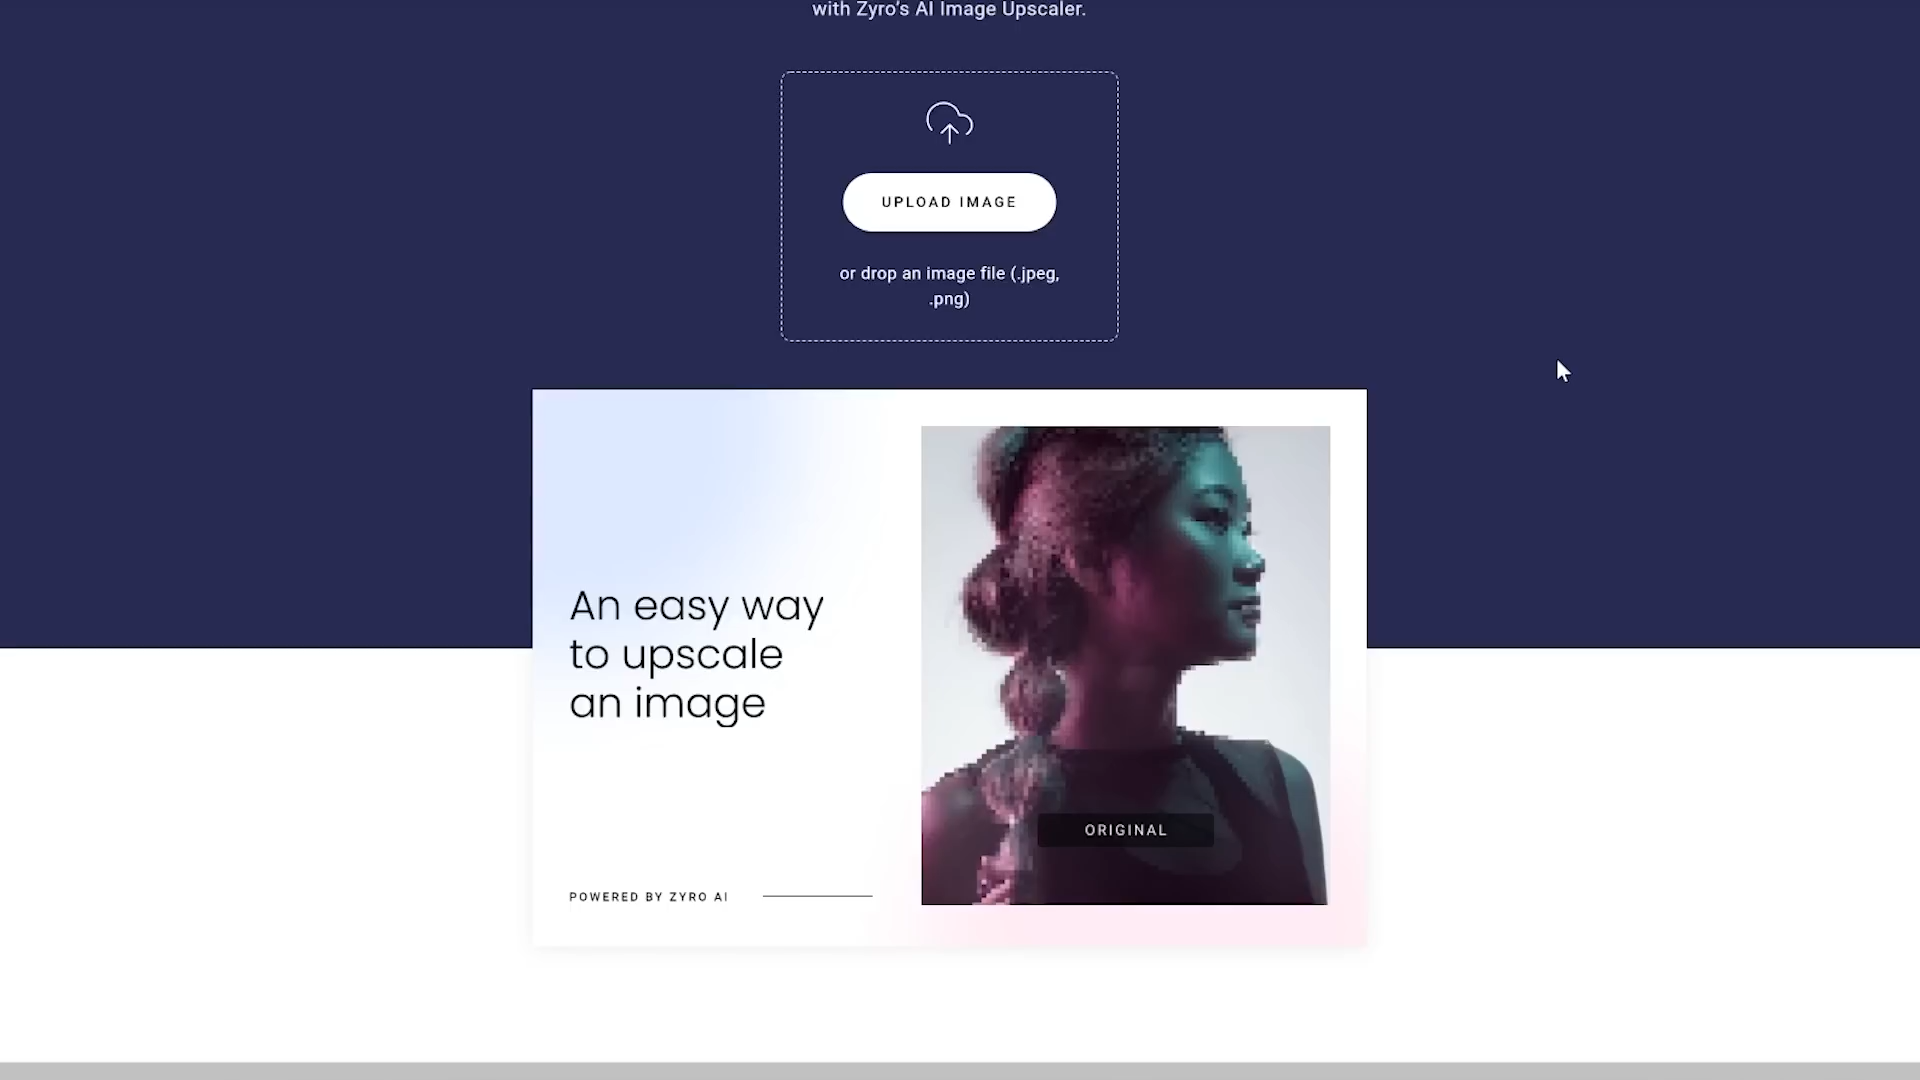 with Zyro's AI Image Upscaler.
UPLOAD IMAGE
or drop an image file (.jpeg,
.png)
An easy way
to upscale
an image
ORIGINAL
POWERED BY ZYRO AI